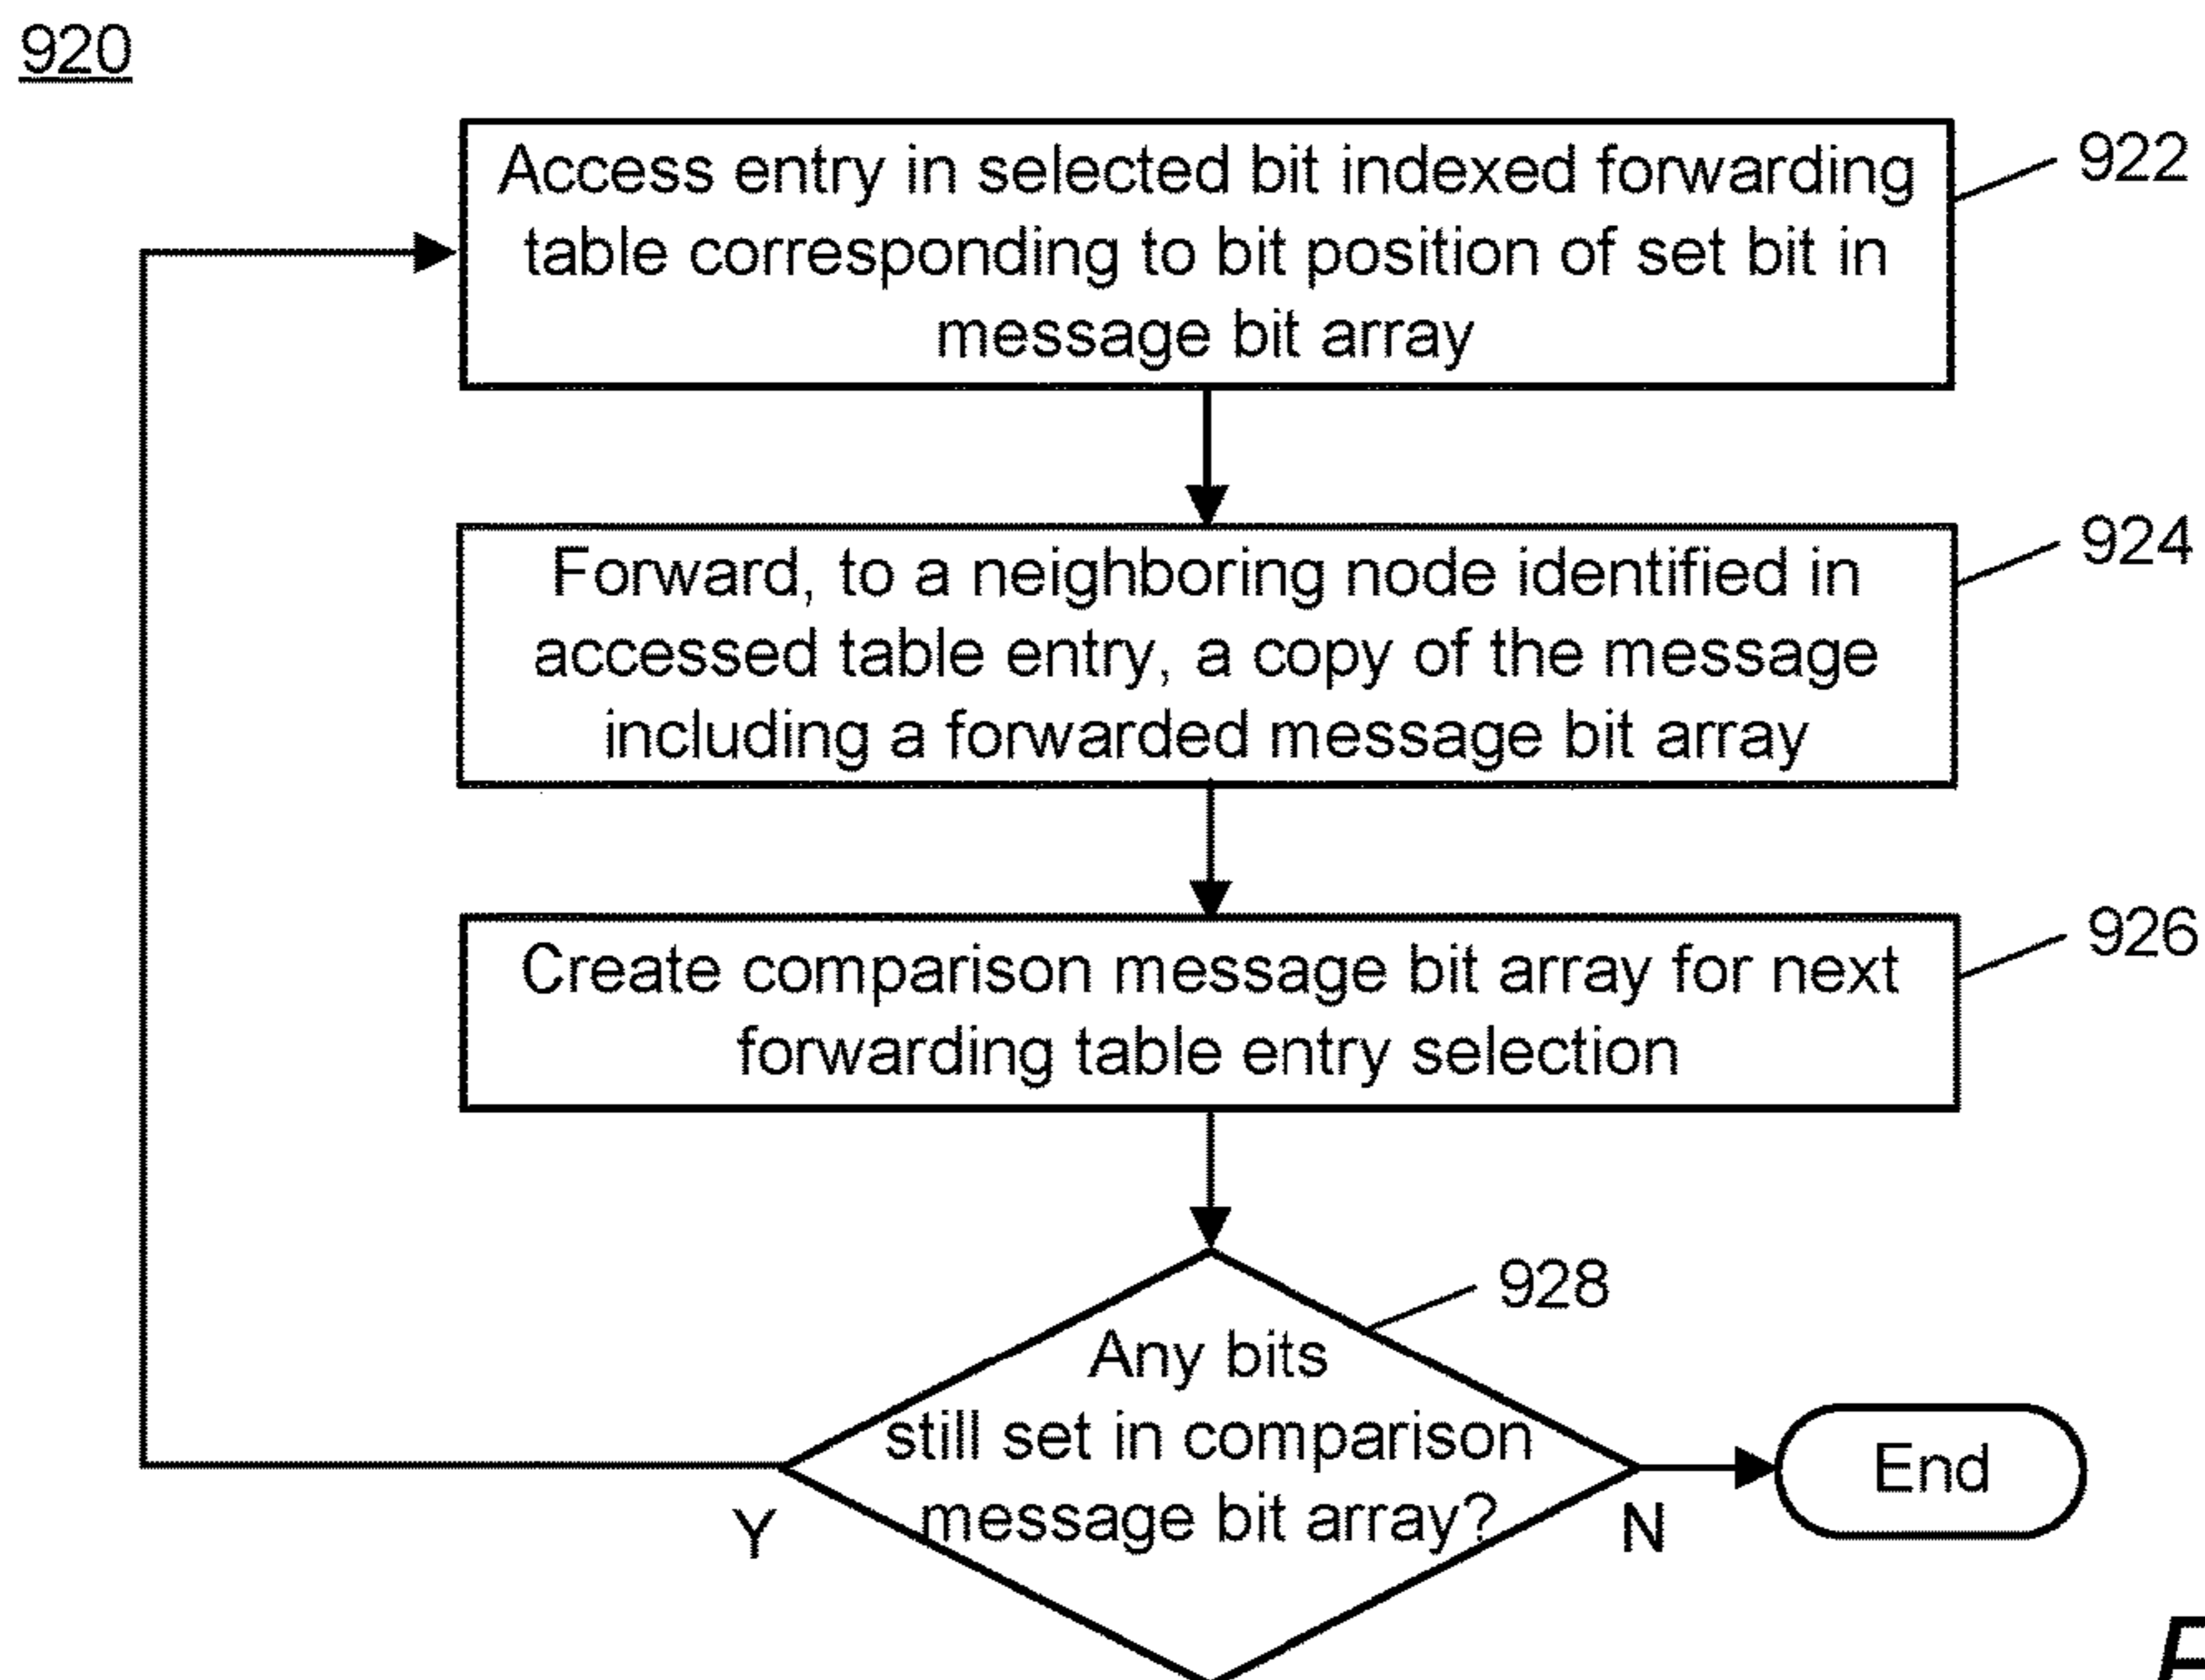 920
Access entry in selected bit indexed forwarding
table corresponding to bit position of set bit in
message bit array
922
Forward, to a neighboring node identified in
accessed table entry, a copy of the message
including a forwarded message bit array
924
Create comparison message bit array for next
forwarding table entry selection
926
928
Any bits
still set in comparison
message bit array?
Y
N
End